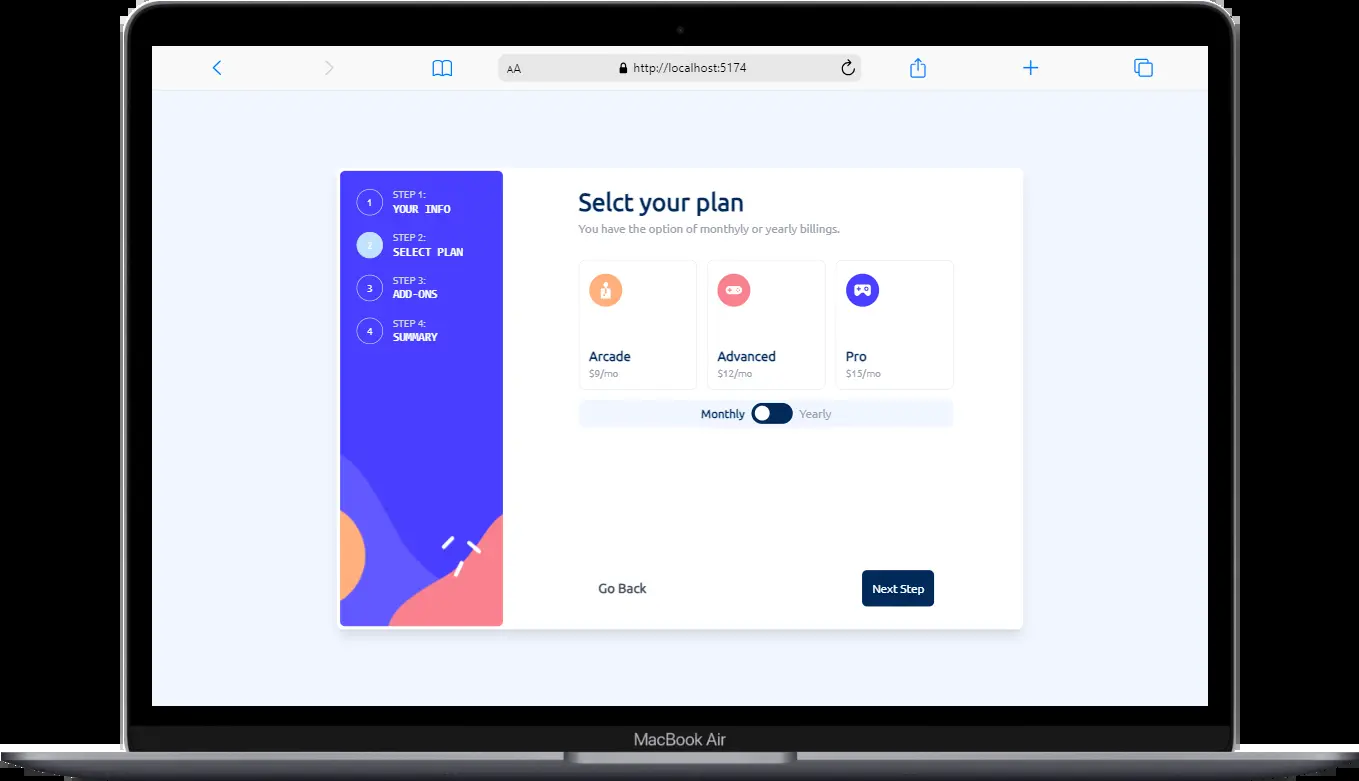 AA
http://localhost:5174
1
STEP 1:
YOUR INFO
2
STEP 2:
SELECT PLAN
3
STEP 3:
ADD-ONS
4
STEP 4:
SUMMARY
Selct your plan
You have the option of monthyly or yearly billings.
Arcade
$9/mo
Advanced
$12/mo
Pro
$15/mo
Monthly Yearly
Go Back
Next Step
MacBook Air